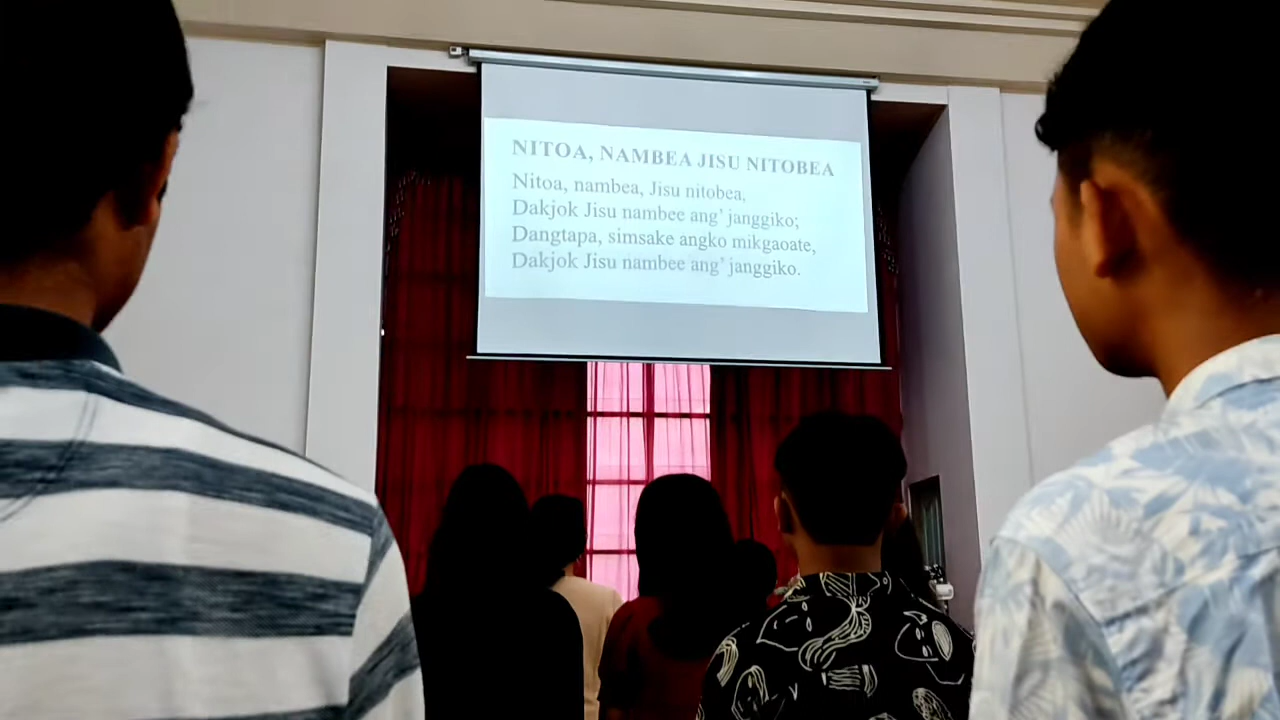 NITOA, NAMBEA JISU NITOBEA
Nitoa, nambea, Jisu nitobea,
Dakjok Jisu nambee ang’ janggiko;
Dangtapa, simsake angko mikgaoate,
Dakjok Jisu nambee ang’ janggiko.